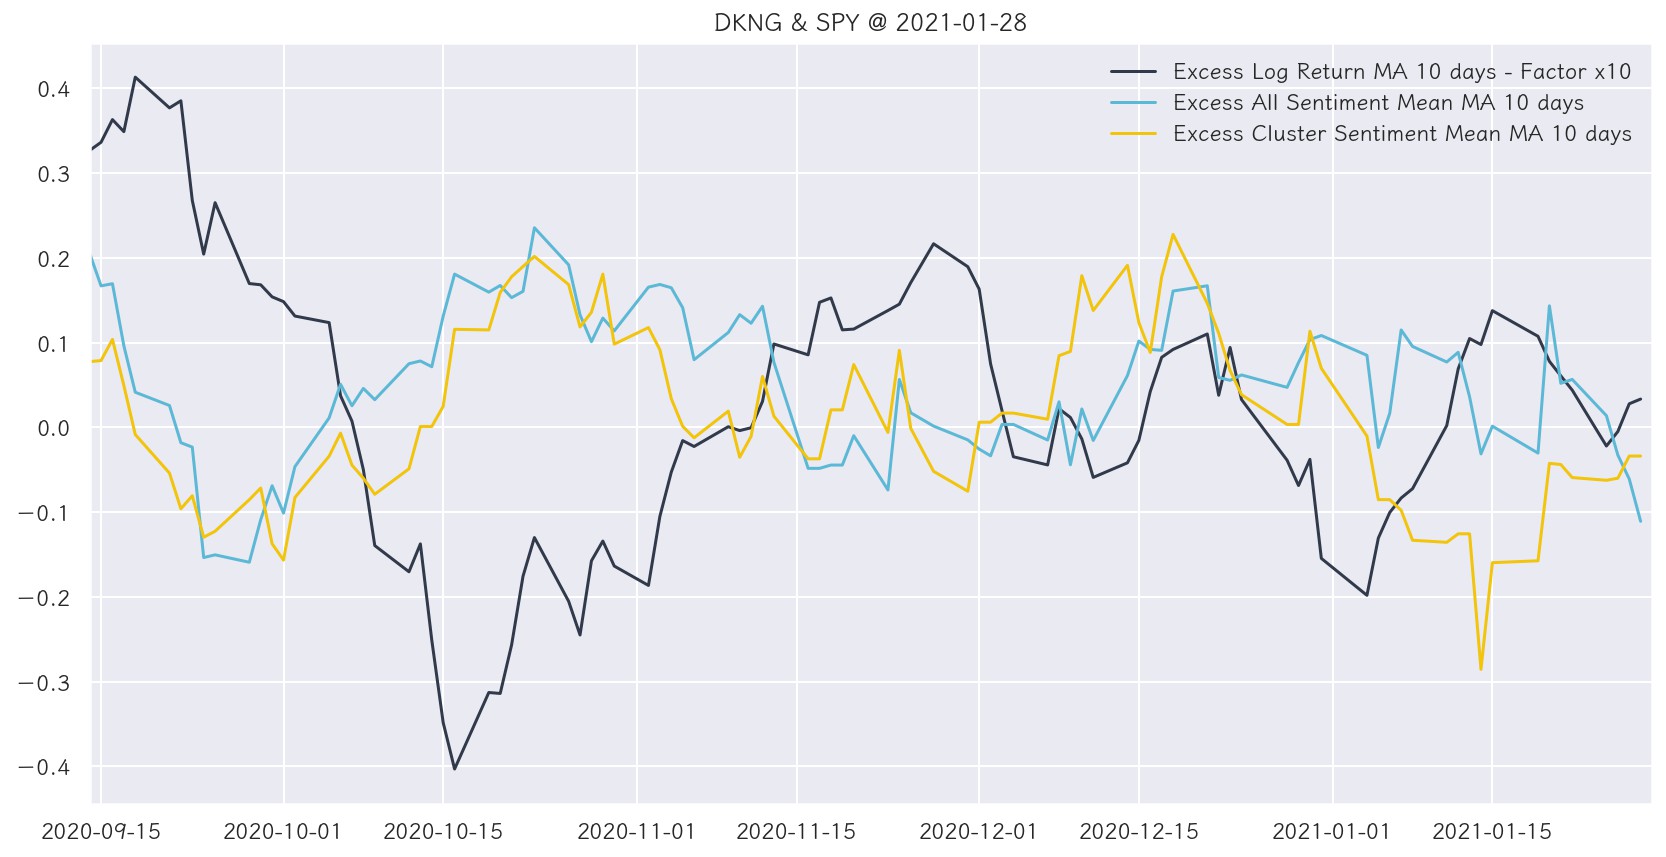 DKNG & SPY @ 2021-01-28
Excess Log Return MA 10 days - Factor x10
Excess All Sentiment Mean MA 10 days
Excess Cluster Sentiment Mean MA 10 days
0.4
0.3
0.2
0.1
0.0
−0.1
−0.2
−0.3
−0.4
2020-09-15 2020-10-01 2020-10-15 2020-11-01 2020-11-15 2020-12-01 2020-12-15 2021-01-01 2021-01-15